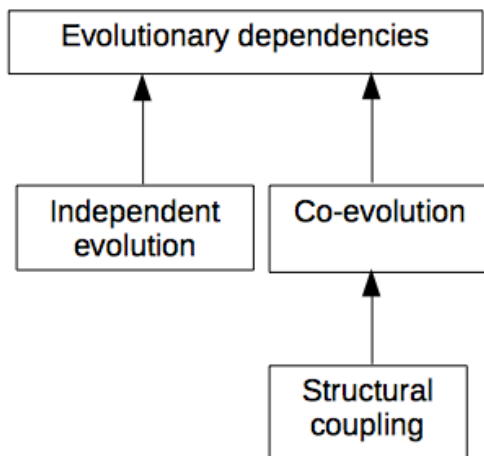 Evolutionary dependencies
Independent
evolution
Co-evolution
Structural
coupling